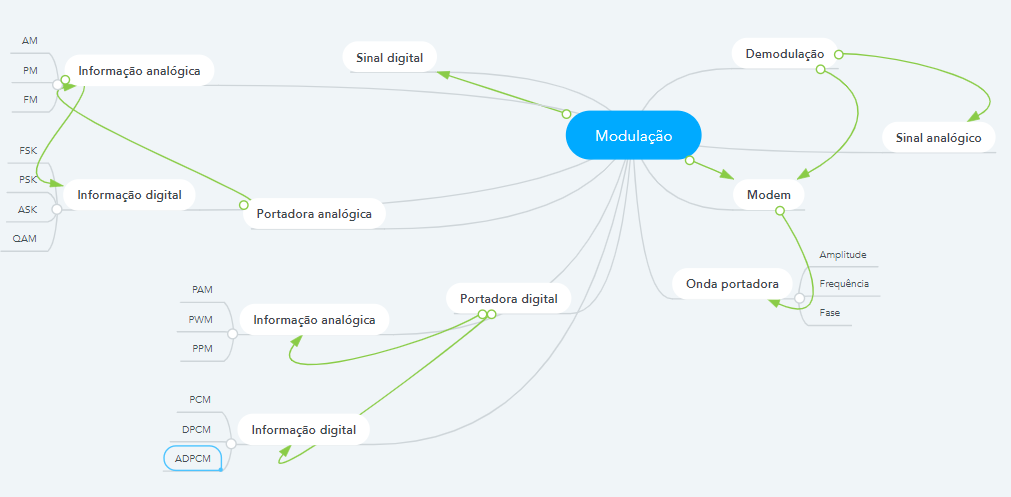 AM
PM
FM
Informação analógica
Sinal digital
Demodulação
Modulação
Sinal analógico
FSK
PSK
ASK
QAM
Informação digital
Portadora analógica
Modem
Onda portadora
Amplitude
Frequência
Fase
Portadora digital
PAM
PWM
PPM
Informação analógica
PCM
DPCM
ADPCM
Informação digital